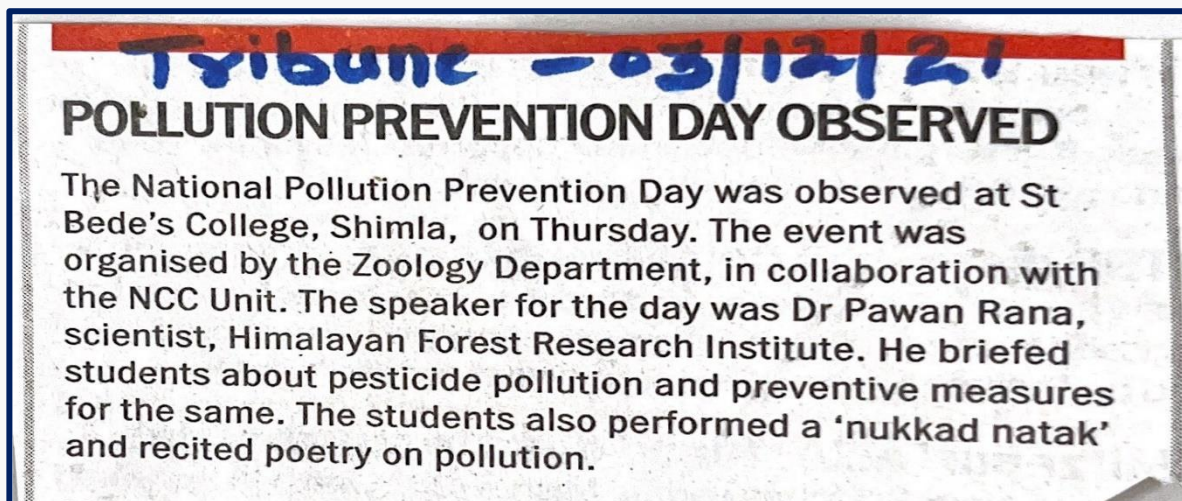 Tribune - 03/12/21
POLLUTION PREVENTION DAY OBSERVED
The National Pollution Prevention Day was observed at St
Bede's College, Shimla, on Thursday. The event was
organised by the Zoology Department, in collaboration with
the NCC Unit. The speaker for the day was Dr Pawan Rana,
scientist, Himalayan Forest Research Institute. He briefed
students about pesticide pollution and preventive measures
for the same. The students also performed a ‘nukkad natak’
and recited poetry on pollution.